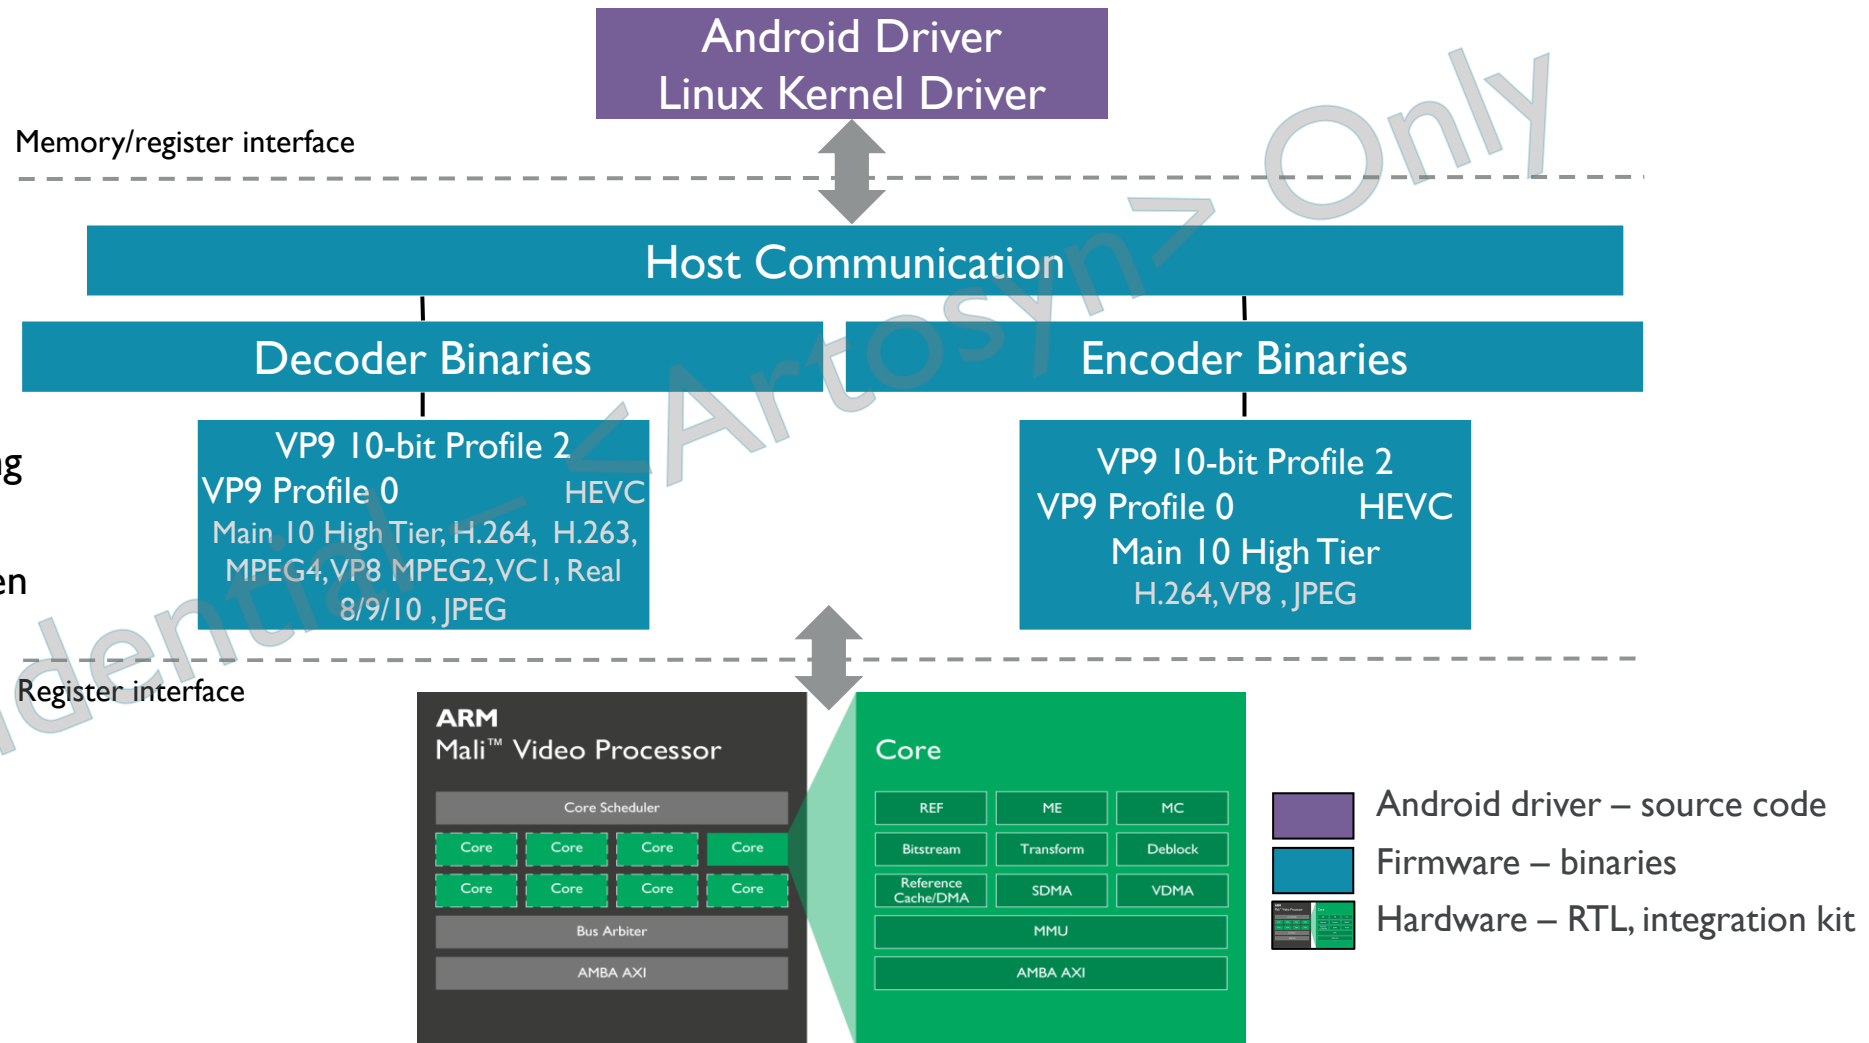 Android Driver
Linux Kernel Driver
Memory/register interface
Host Communication
Decoder Binaries
Encoder Binaries
VP9 10-bit Profile 2
VP9 Profile 0 HEVC
Main 10 High Tier, H.264, H.263,
MPEG4, VP8 MPEG2, VC1, Real
8/9/10 , JPEG
VP9 10-bit Profile 2
VP9 Profile 0 HEVC
Main 10 High Tier
H.264, VP8 , JPEG
Register interface
ARM
Mali™ Video Processor
Core Scheduler
Core Core Core Core
Core Core Core Core
Bus Arbiter
AMBA AXI
Core
REF ME MC
Bitstream Transform Deblock
Reference
Cache/DMA
SDMA VDMA
MMU
AMBA AXI
Android driver – source code
Firmware – binaries
Hardware – RTL, integration kit
idential – <Artosyn> Only